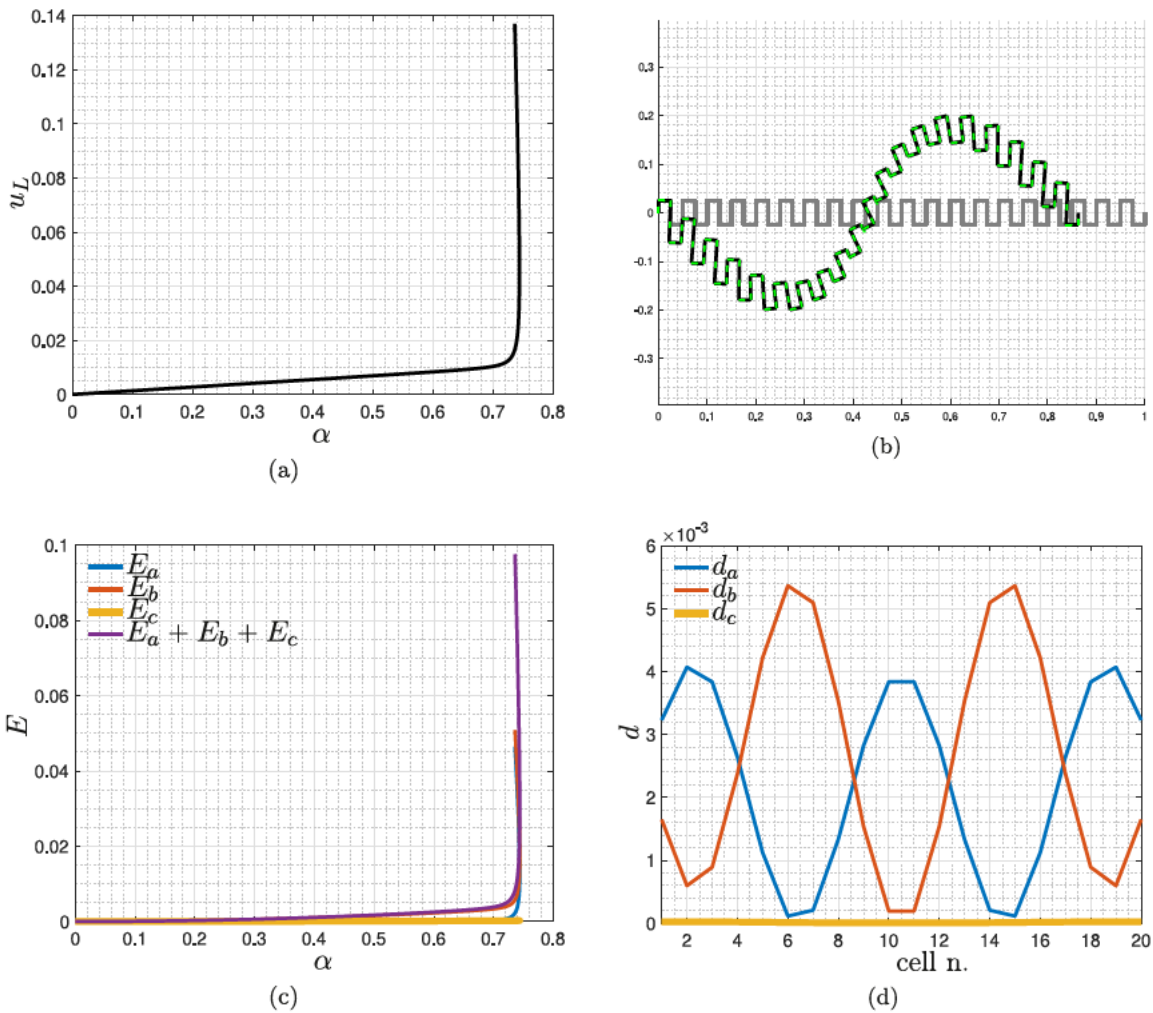 0.14
0.12
0.1
0.08
0.06
0.04
0.02
0
u_L
0 0.1 0.2 0.3 0.4 0.5 0.6 0.7 0.8
α
(a)
0.3
0.2
0.1
0
-0.1
-0.2
-0.3
0 0.1 0.2 0.3 0.4 0.5 0.6 0.7 0.8 0.9 1
(b)
0.1
0.08
0.06
0.04
0.02
0
E
E_a
E_b
E_c
E_a + E_b + E_c
0 0.1 0.2 0.3 0.4 0.5 0.6 0.7 0.8
α
(c)
×10⁻³
6
5
4
3
2
1
0
d
d_a
d_b
d_c
2 4 6 8 10 12 14 16 18 20
cell n.
(d)